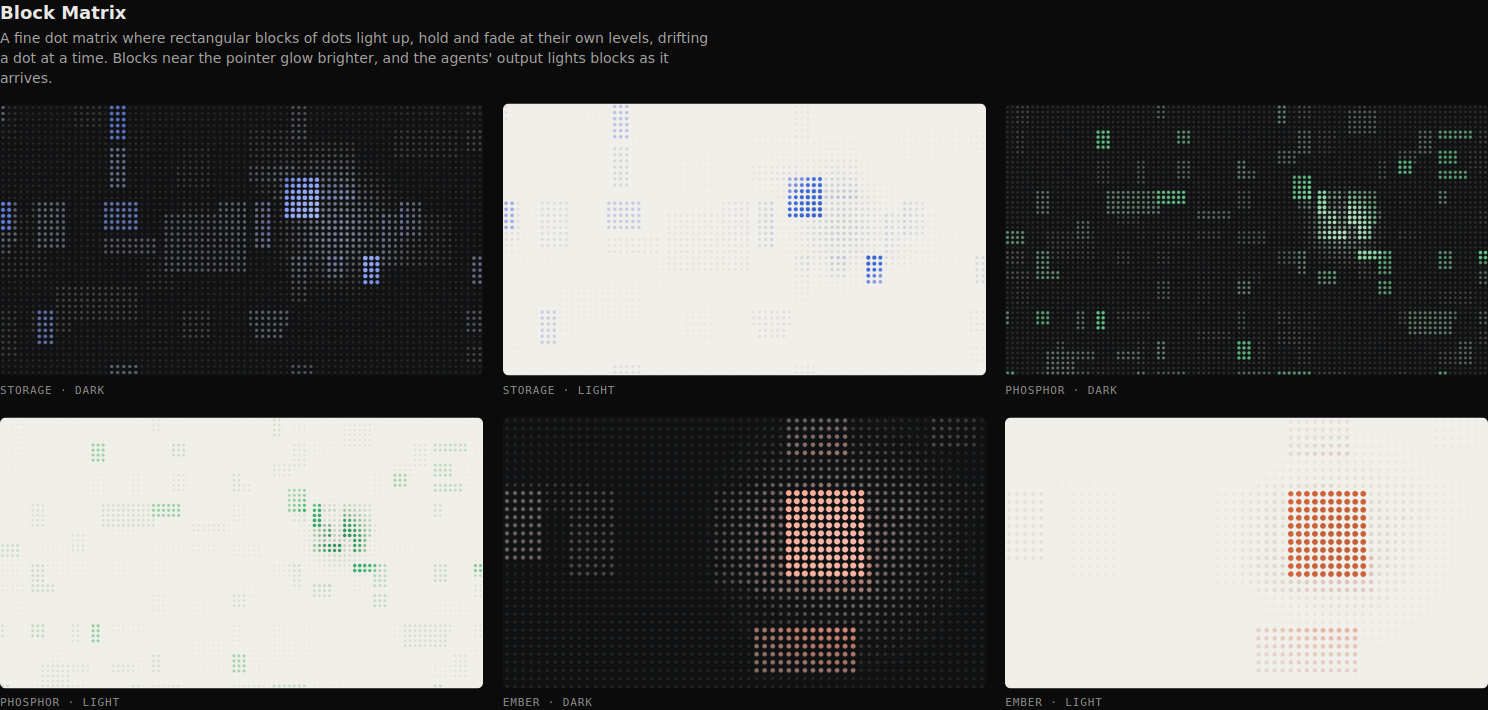 Block Matrix
A fine dot matrix where rectangular blocks of dots light up, hold and fade at their own levels, drifting
a dot at a time. Blocks near the pointer glow brighter, and the agents' output lights blocks as it
arrives.
STORAGE · DARK
STORAGE · LIGHT
PHOSPHOR · DARK
PHOSPHOR · LIGHT
EMBER · DARK
EMBER · LIGHT